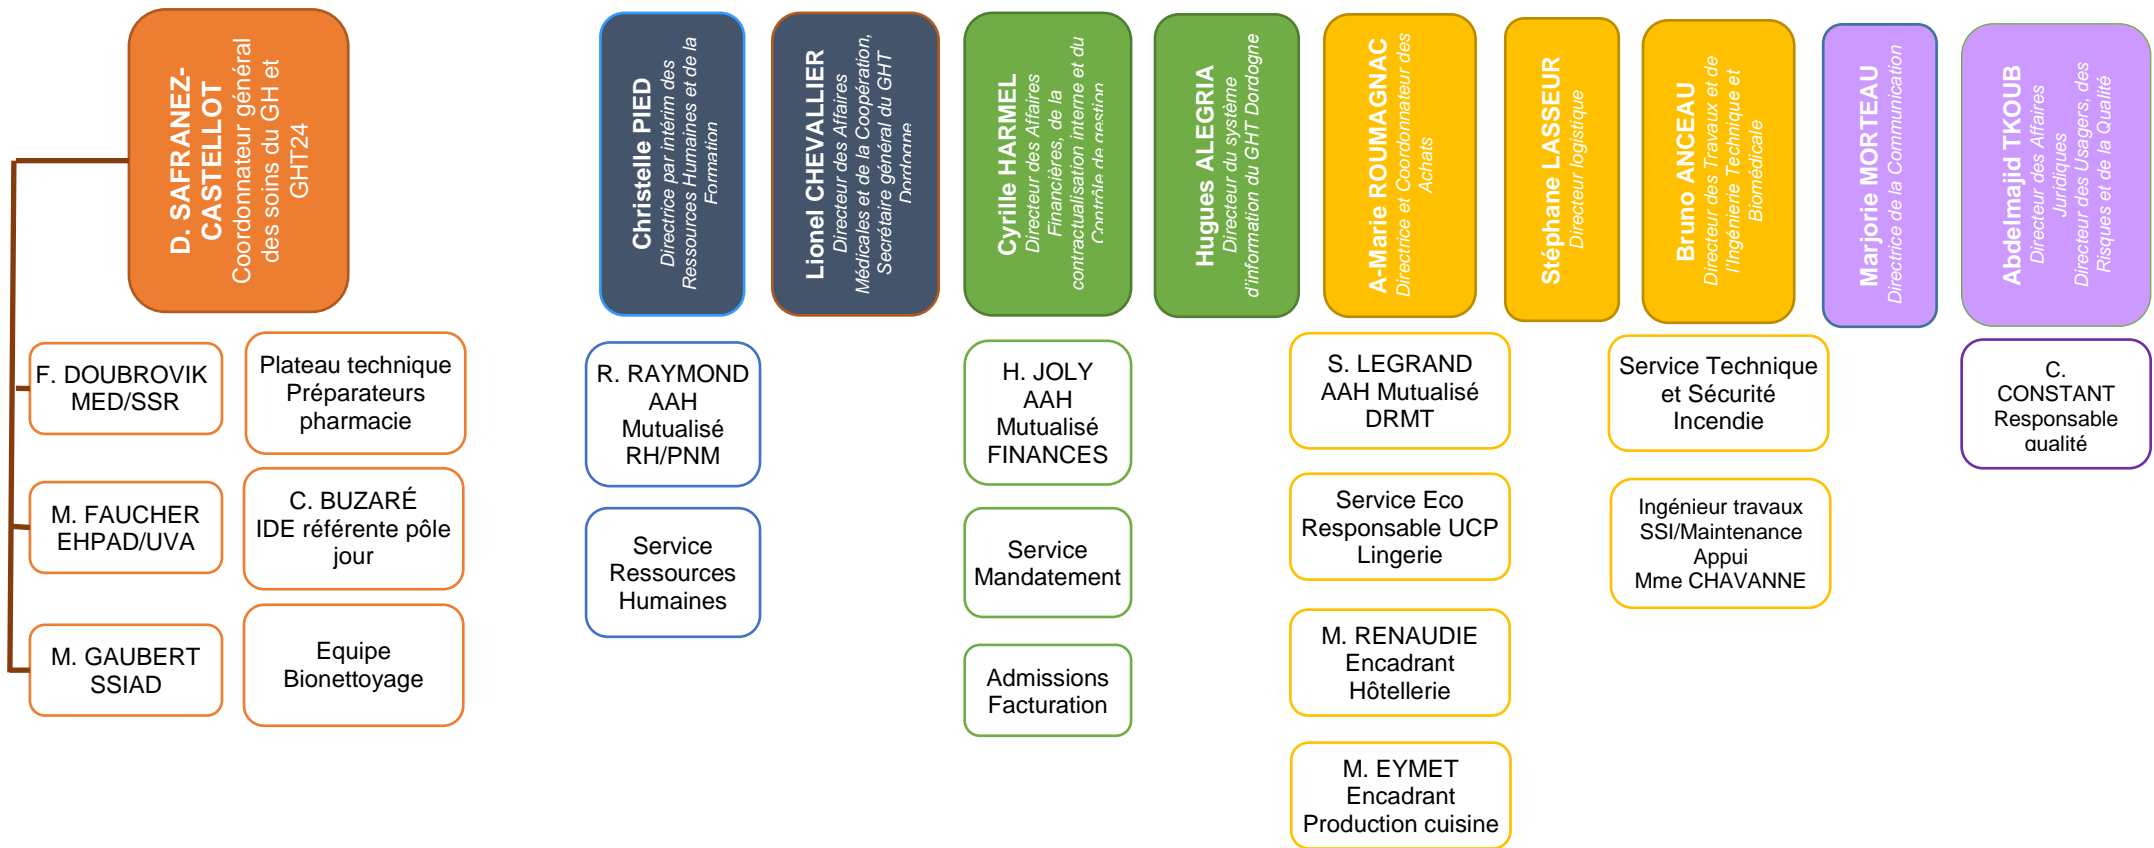 D. SAFRANEZ-
CASTELLOT
Coordonnateur général
des soins du GH et
GHT24
Christelle PIED
Directrice par intérim des
Ressources Humaines et de la
Formation
Lionel CHEVALLIER
Directeur des Affaires
Médicales et de la Coopération,
Secrétaire général du GHT
Dordogne
Cyrille HARMEL
Directeur des Affaires
Financières, de la
contractualisation interne et du
Contrôle de gestion
Hugues ALEGRIA
Directeur du système
d'information du GHT Dordogne
A-Marie ROUMAGNAC
Directrice et Coordonnateur des
Achats
Stéphane LASSEUR
Directeur logistique
Bruno ANCEAU
Directeur des Travaux et de
l'Ingénierie Technique et
Biomédicale
Marjorie MORTEAU
Directrice de la Communication
Abdelmajid TKOUB
Directeur des Affaires
Juridiques
Directeur des Usagers, des
Risques et de la Qualité
F. DOUBROVIK
MED/SSR
Plateau technique
Préparateurs
pharmacie
M. FAUCHER
EHPAD/UVA
C. BUZARÉ
IDE référente pôle
jour
M. GAUBERT
SSIAD
Equipe
Bionettoyage
R. RAYMOND
AAH
Mutualisé
RH/PNM
Service
Ressources
Humaines
H. JOLY
AAH
Mutualisé
FINANCES
Service
Mandatement
Admissions
Facturation
S. LEGRAND
AAH Mutualisé
DRMT
Service Eco
Responsable UCP
Lingerie
M. RENAUDIE
Encadrant
Hôtellerie
M. EYMET
Encadrant
Production cuisine
Service Technique
et Sécurité
Incendie
Ingénieur travaux
SSI/Maintenance
Appui
Mme CHAVANNE
C.
CONSTANT
Responsable
qualité